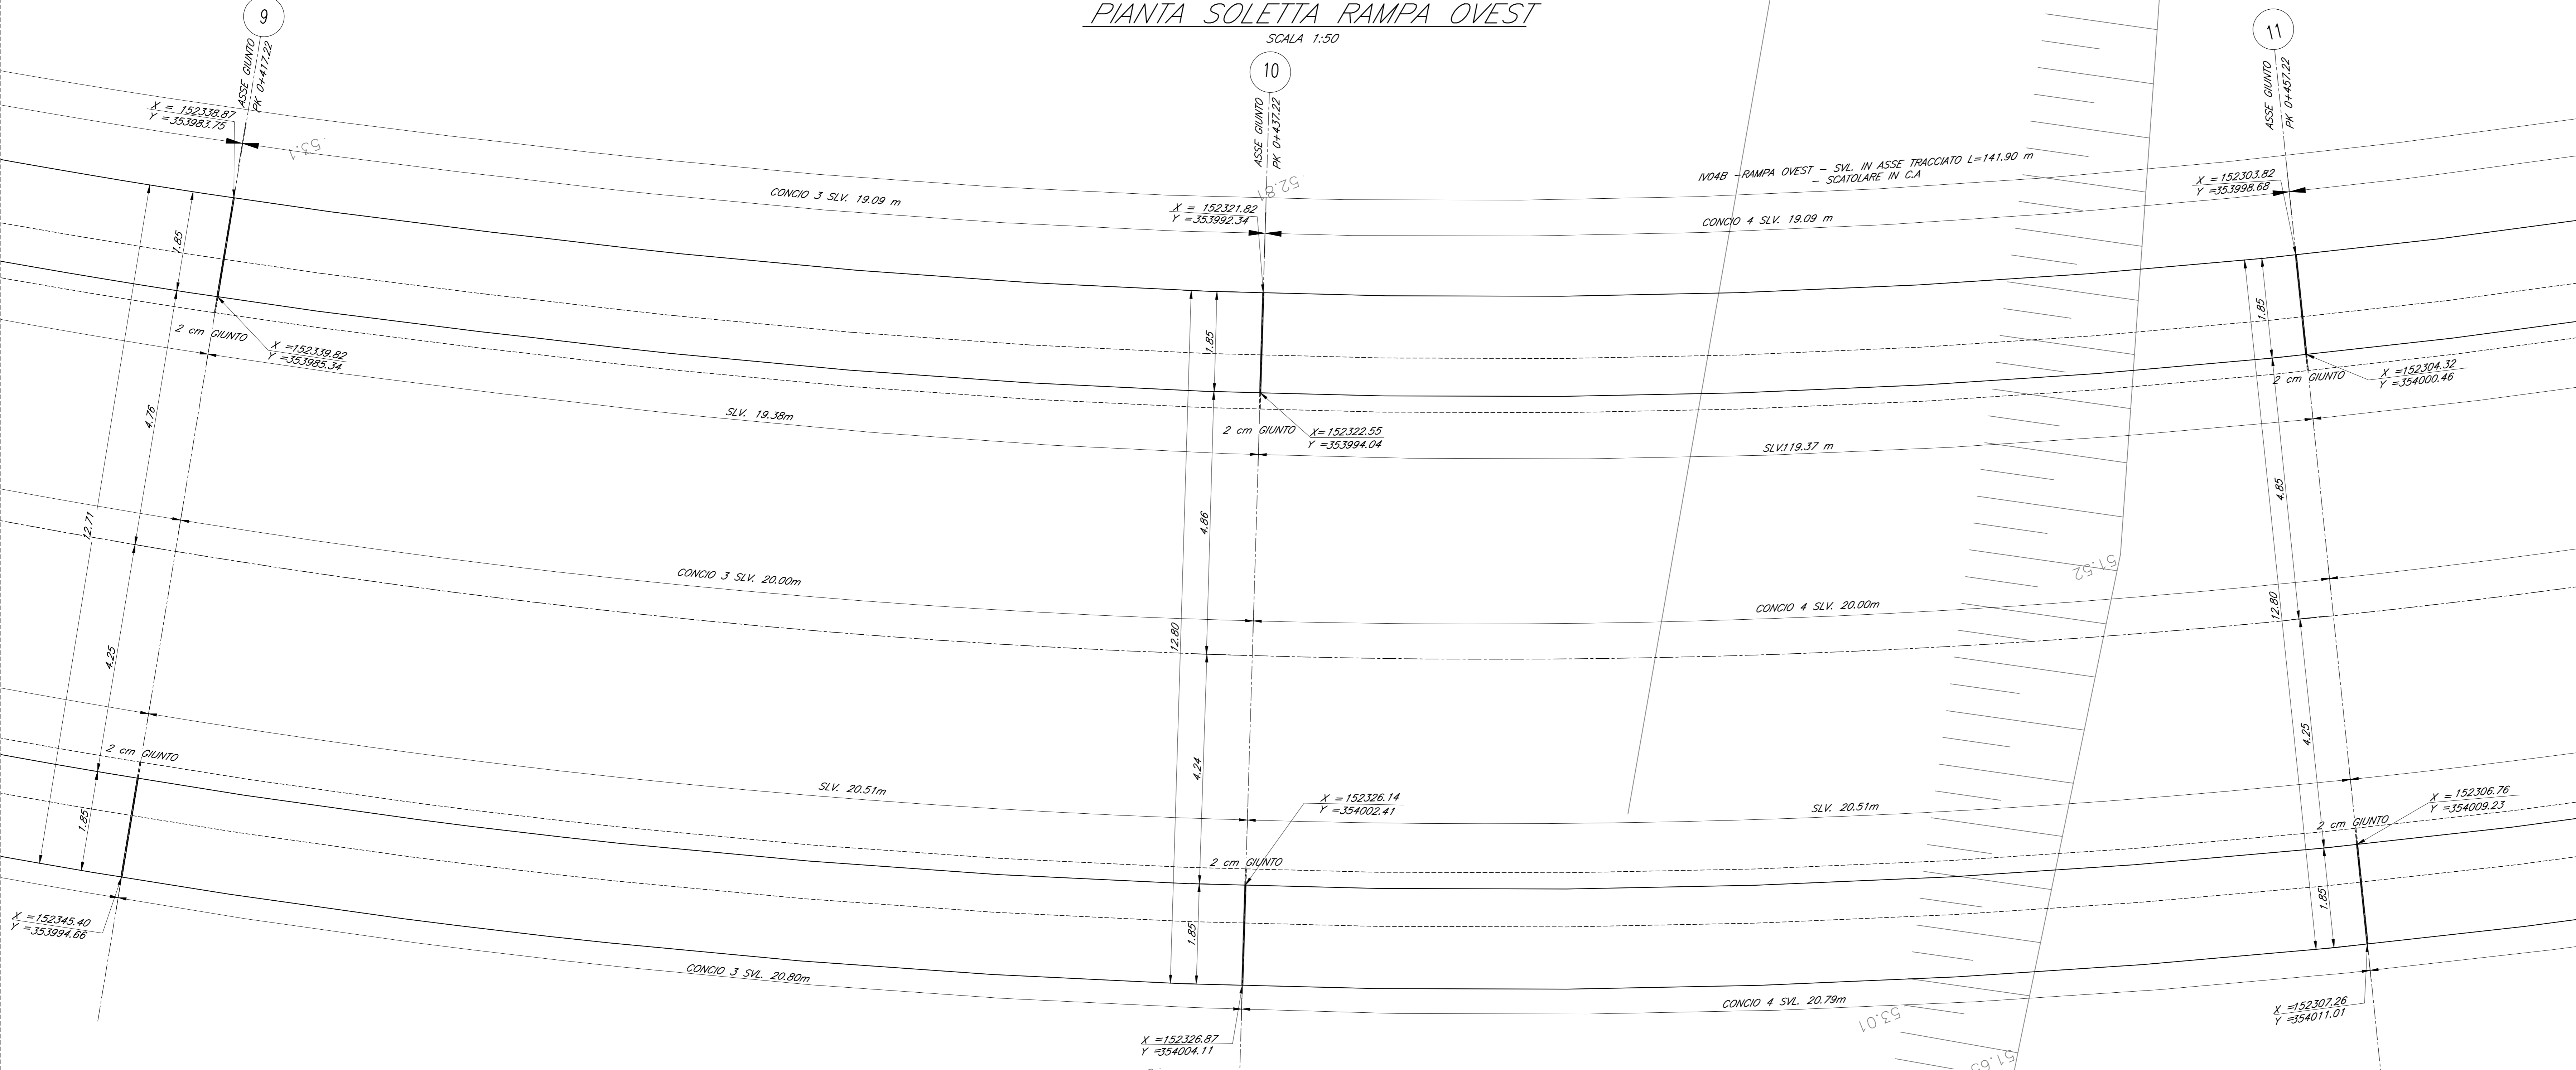 PIANTA SOLETTA RAMPA OVEST
SCALA 1:50
9
ASSE GIUNTO
PK 0+417.22
10
ASSE GIUNTO
PK 0+437.22
11
ASSE GIUNTO
PK 0+457.22
X = 152338.87
Y =353983.75
53.1
52.81
X = 152321.82
Y =353992.34
IV04B -RAMPA OVEST - SVL. IN ASSE TRACCIATO L=141.90 m
- SCATOLARE IN C.A
X =152303.82
Y =353998.68
CONCIO 3 SLV. 19.09 m
CONCIO 4 SLV. 19.09 m
1.85
1.85
1.85
2 cm GIUNTO
X =152339.82
Y =353985.34
2 cm GIUNTO
X=152322.55
Y =353994.04
2 cm GIUNTO
X =152304.32
Y =354000.46
SLV. 19.38m
SLV.119.37 m
4.76
12.71
4.86
4.85
51.52
CONCIO 3 SLV. 20.00m
CONCIO 4 SLV. 20.00m
12.80
12.80
4.25
4.24
4.25
2 cm GIUNTO
SLV. 20.51m
X =152326.14
Y =354002.41
SLV. 20.51m
X =152306.76
Y =354009.23
2 cm GIUNTO
2 cm GIUNTO
1.85
1.85
1.85
X =152345.40
Y =353994.66
CONCIO 3 SVL. 20.80m
CONCIO 4 SVL. 20.79m
X =152326.87
Y =354004.11
53.01
X =152307.26
Y =354011.01